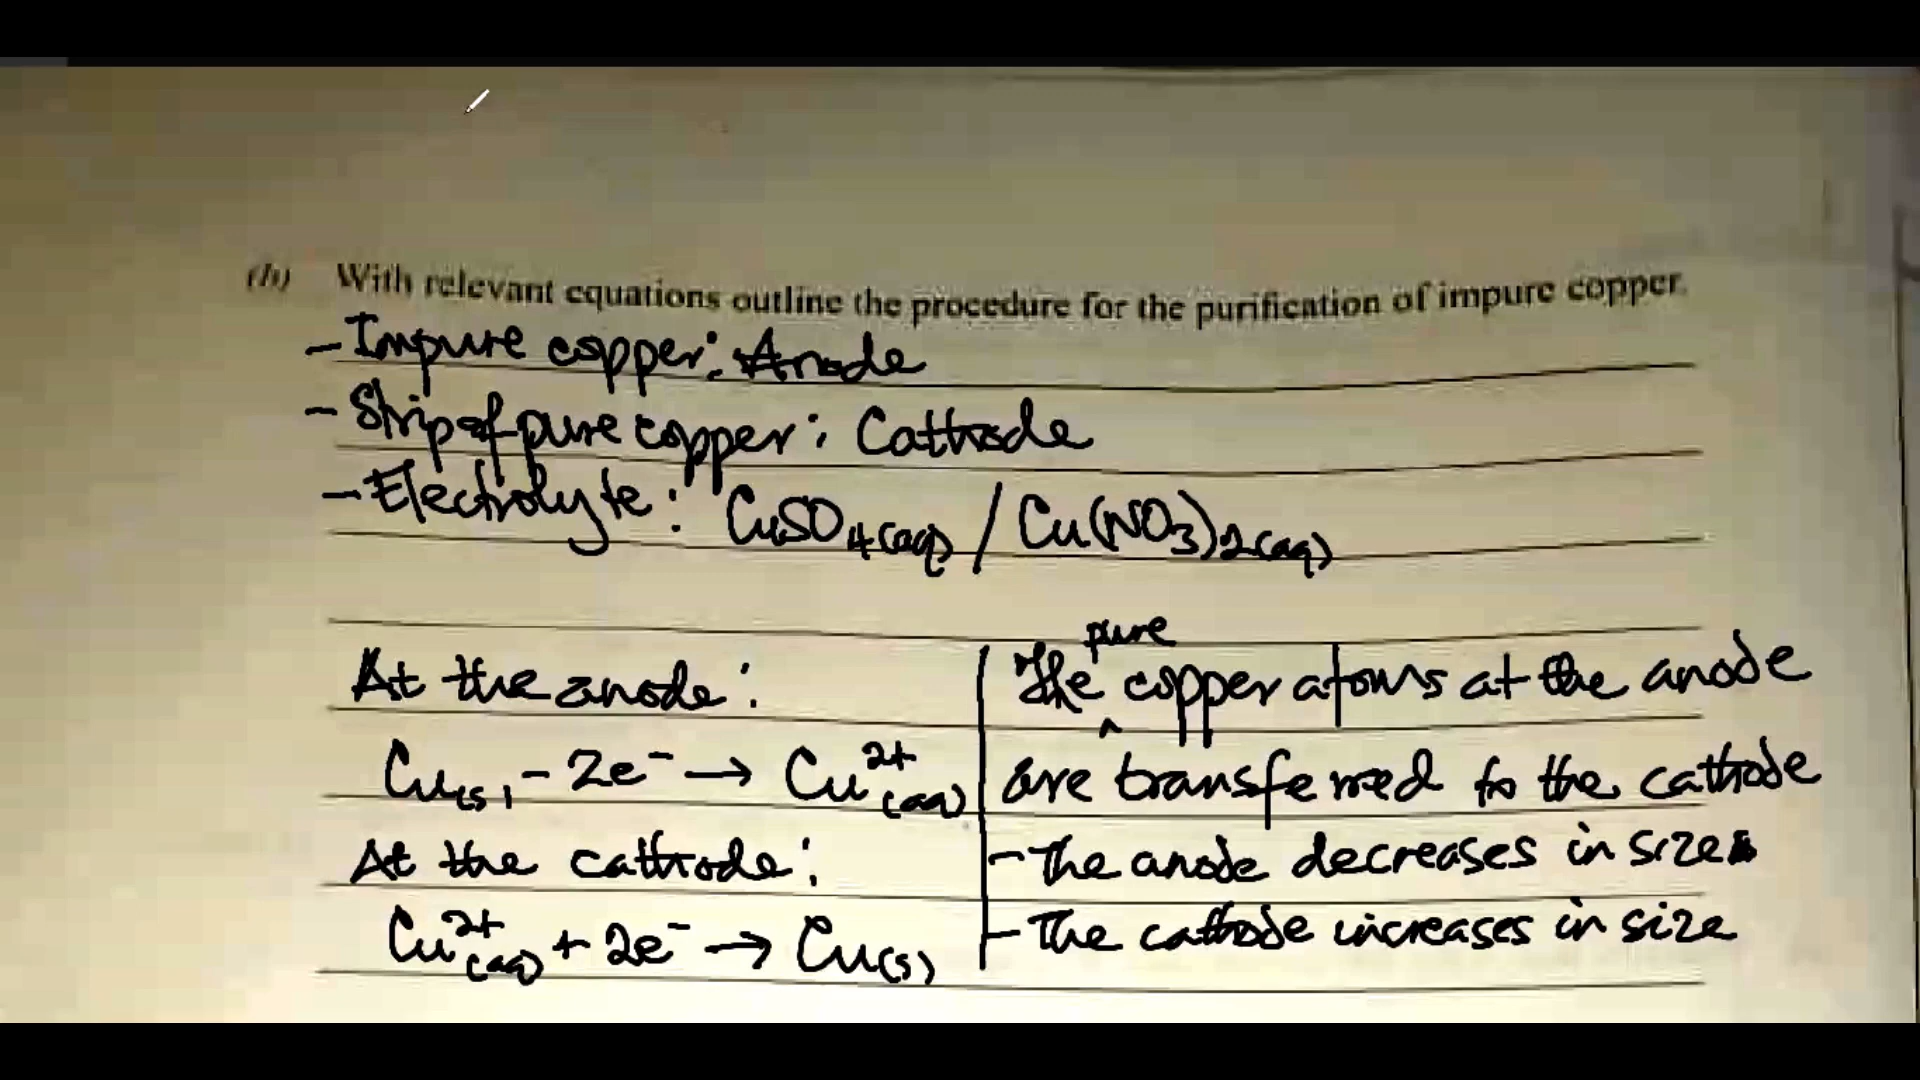 (b) With relevant equations outline the procedure for the purification of impure copper.
- Impure copper: Anode
- Strip of pure copper: Cathode
- Electrolyte: CuSO4(aq) / Cu(NO3)2(aq)
At the anode:
Cu(s) - 2e⁻ → Cu²⁺(aq)
At the cathode:
Cu²⁺(aq) + 2e⁻ → Cu(s)
The pure copper atoms at the anode
are transferred to the cathode
- The anode decreases in size
- The cathode increases in size